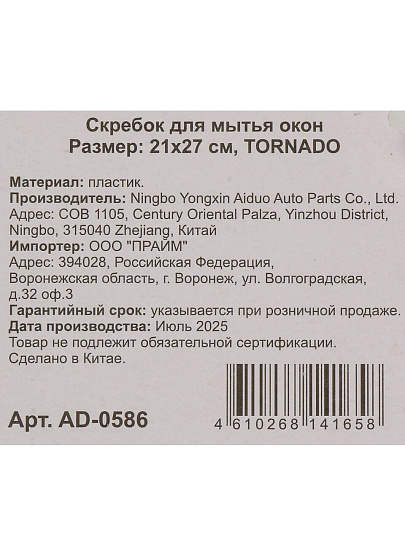 Скребок для мытья окон
Размер: 21х27 см, TORNADO
Материал: пластик.
Производитель: Ningbo Yongxin Aiduo Auto Parts Co., Ltd.
Адрес: COB 1105, Century Oriental Palza, Yinzhou District,
Ningbo, 315040 Zhejiang, Китай
Импортер: ООО "ПРАЙМ"
Адрес: 394028, Российская Федерация,
Воронежская область, г. Воронеж, ул. Волгоградская,
д.32 оф.3
Гарантийный срок: указывается при розничной продаже.
Дата производства: Июль 2025
Товар не подлежит обязательной сертификации.
Сделано в Китае.
Арт. AD-0586
4 610268 141658